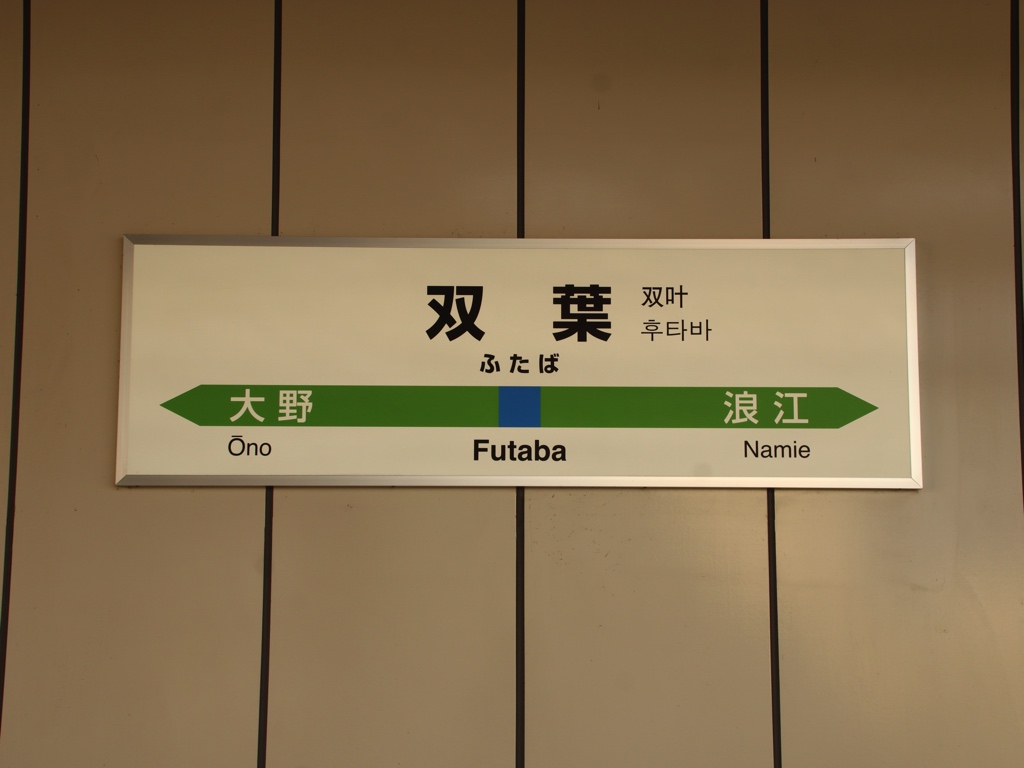 双 葉
双叶
후타바
ふたば
大野
浪江
Ōno
Futaba
Namie